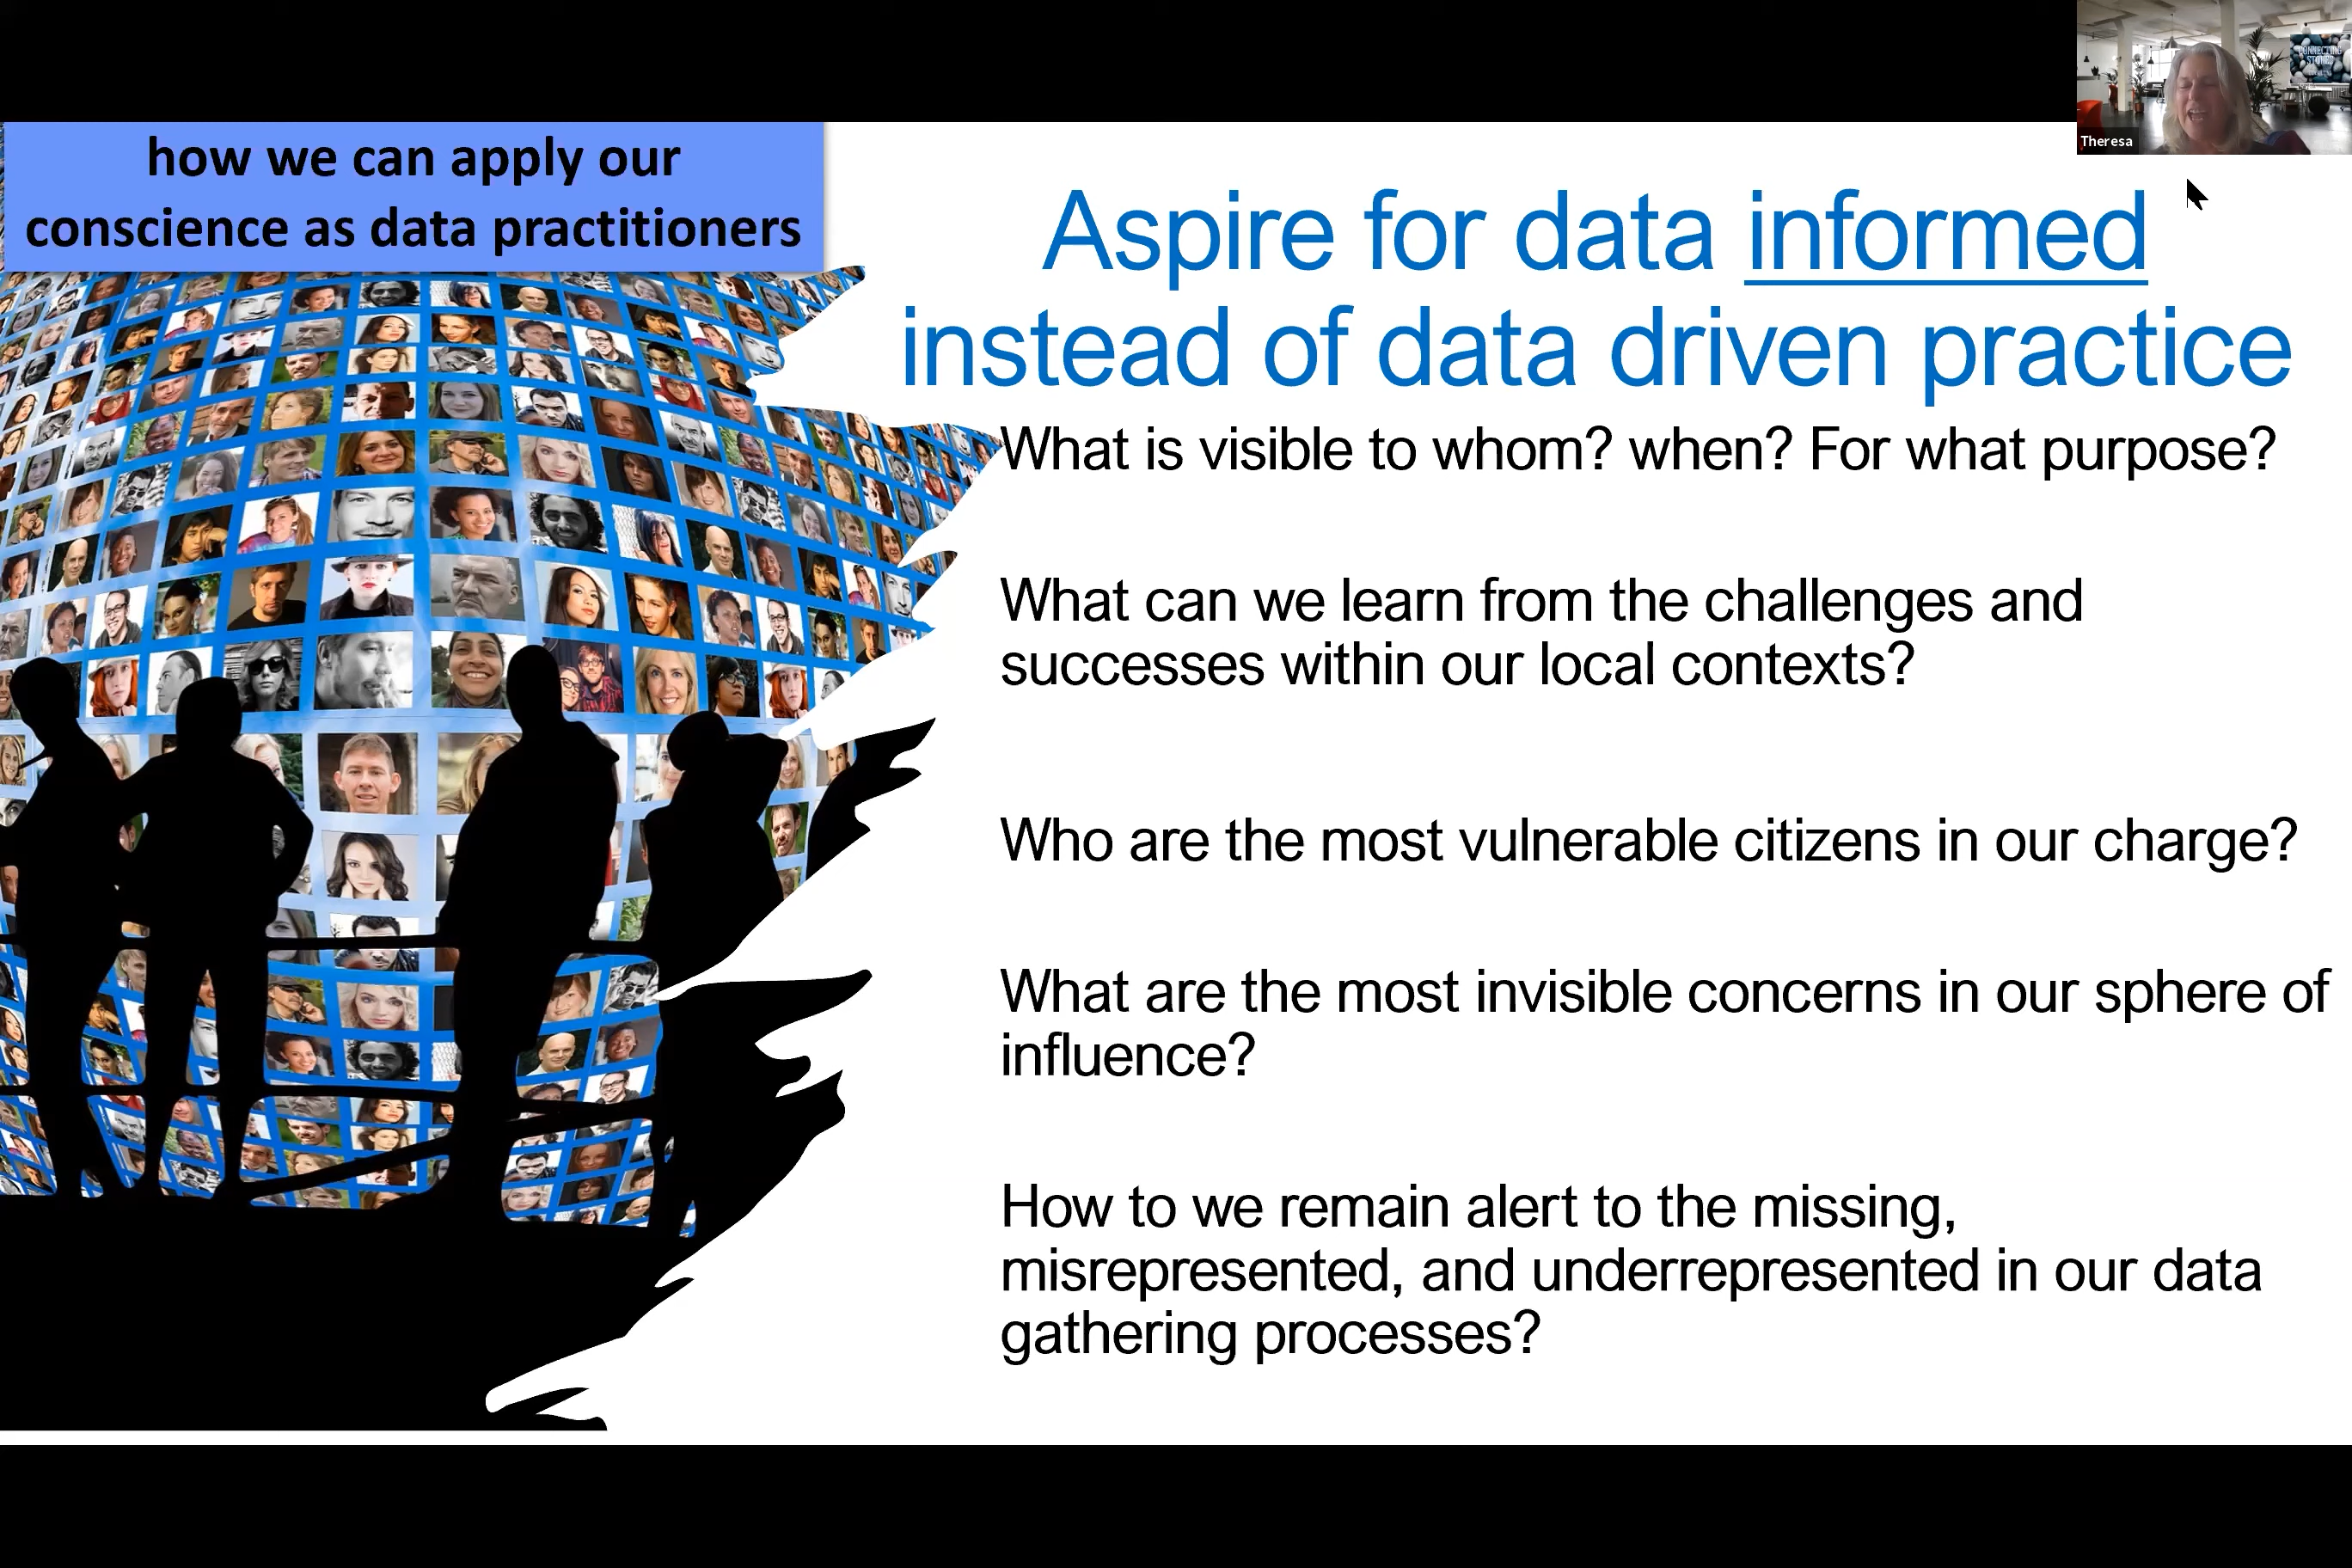 how we can apply our
conscience as data practitioners
Theresa
CONNECTING
STONES
Aspire for data informed
instead of data driven practice
What is visible to whom? when? For what purpose?
What can we learn from the challenges and
successes within our local contexts?
Who are the most vulnerable citizens in our charge?
What are the most invisible concerns in our sphere of
influence?
How to we remain alert to the missing,
misrepresented, and underrepresented in our data
gathering processes?